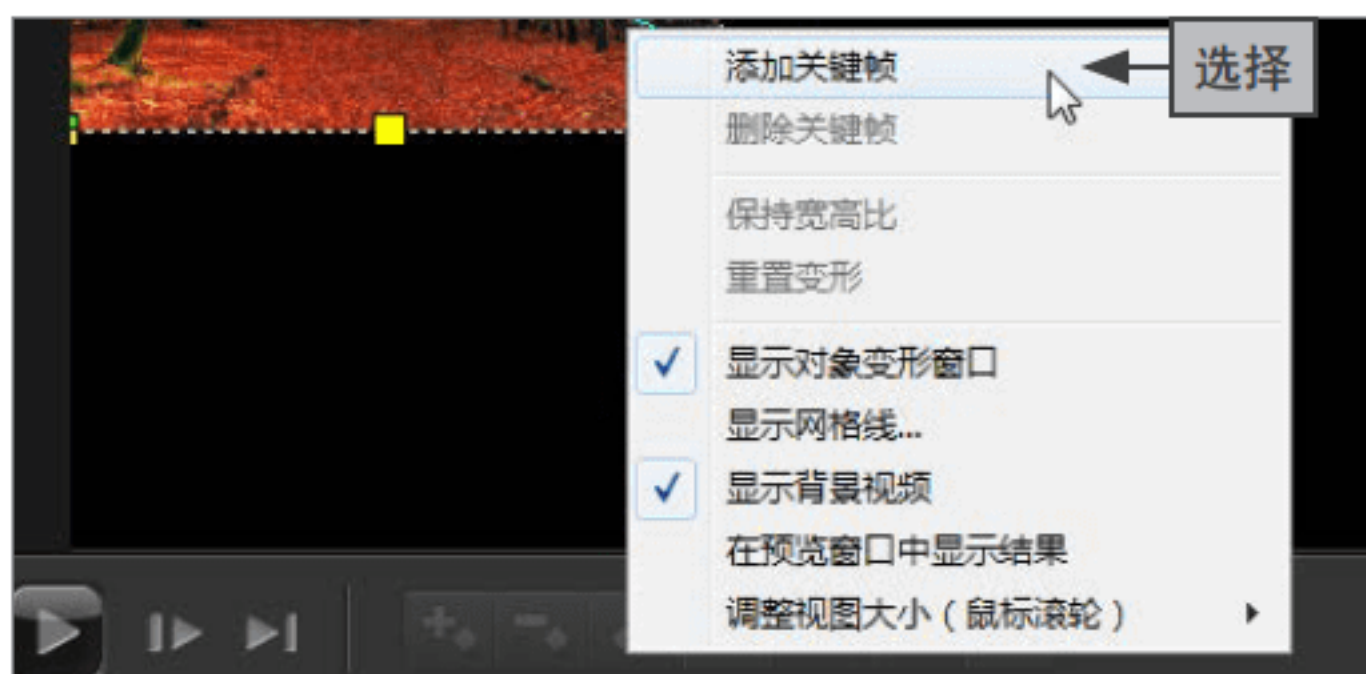 添加关键帧
选择
删除关键帧
保持宽高比
重置变形
显示对象变形窗口
显示网格线...
显示背景视频
在预览窗口中显示结果
调整视图大小（鼠标滚轮）